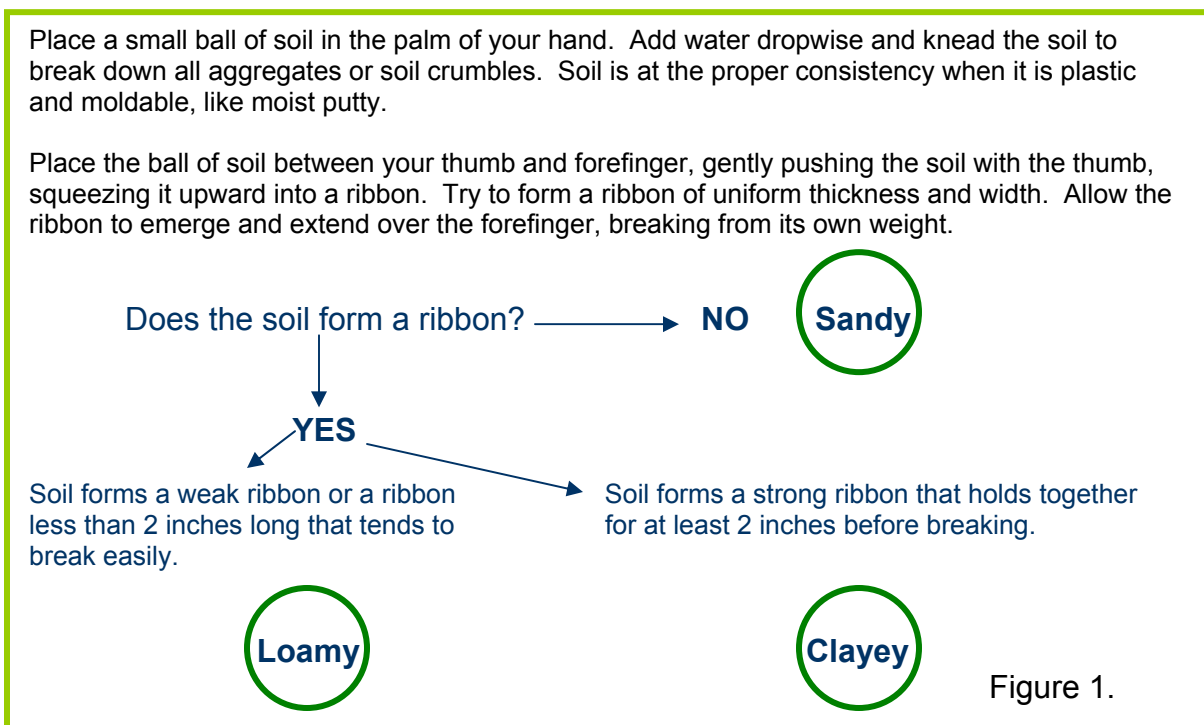 Place a small ball of soil in the palm of your hand.  Add water dropwise and knead the soil to
break down all aggregates or soil crumbles.  Soil is at the proper consistency when it is plastic
and moldable, like moist putty.
Place the ball of soil between your thumb and forefinger, gently pushing the soil with the thumb,
squeezing it upward into a ribbon.  Try to form a ribbon of uniform thickness and width.  Allow the
ribbon to emerge and extend over the forefinger, breaking from its own weight.
Does the soil form a ribbon? NO Sandy
YES
Soil forms a weak ribbon or a ribbon
less than 2 inches long that tends to
break easily.
Loamy
Soil forms a strong ribbon that holds together
for at least 2 inches before breaking.
Clayey
Figure 1.